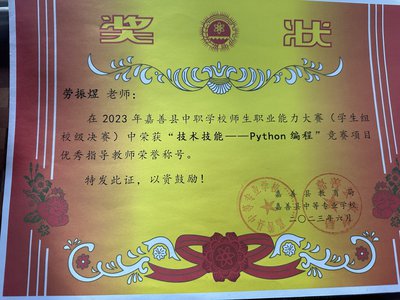 奖状
劳振煜 老师：
在 2023 年嘉善县中职学校师生职业能力大赛（学生组
校级决赛）中荣获“技术技能——Python 编程”竞赛项目
优秀指导教师荣誉称号。
特发此证，以资鼓励！
嘉善县教育局
嘉善县中等专业学校
二〇二三年六月